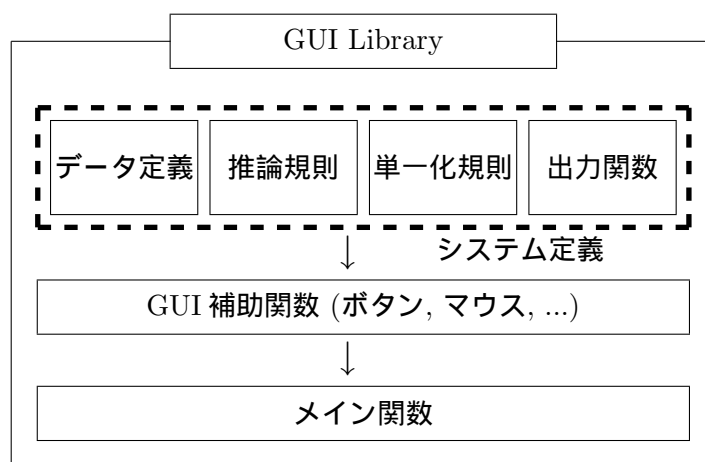 GUI Library
データ定義
推論規則
単一化規則
出力関数
システム定義
GUI 補助関数 (ボタン, マウス, ...)
メイン関数